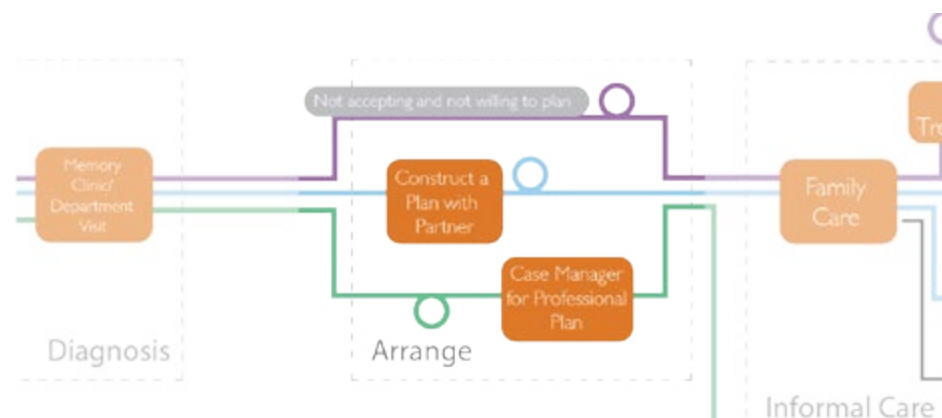 Not accepting and not willing to plan
Memory
Clinic/
Department
Visit
Construct a
Plan with
Partner
Case Manager
for Professional
Plan
Family
Care
Diagnosis
Arrange
Informal Care